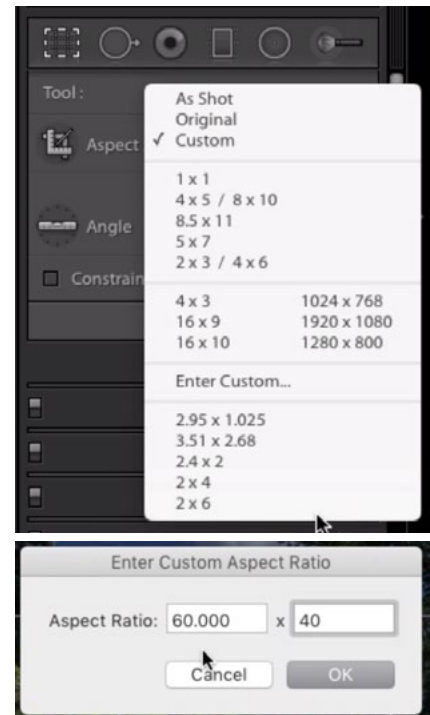 Tool :
Aspect
Angle
Constrain
As Shot
Original
✓ Custom
1 x 1
4 x 5 / 8 x 10
8.5 x 11
5 x 7
2 x 3 / 4 x 6
4 x 3 1024 x 768
16 x 9 1920 x 1080
16 x 10 1280 x 800
Enter Custom...
2.95 x 1.025
3.51 x 2.68
2.4 x 2
2 x 4
2 x 6
Enter Custom Aspect Ratio
Aspect Ratio: 60.000 x 40
Cancel OK